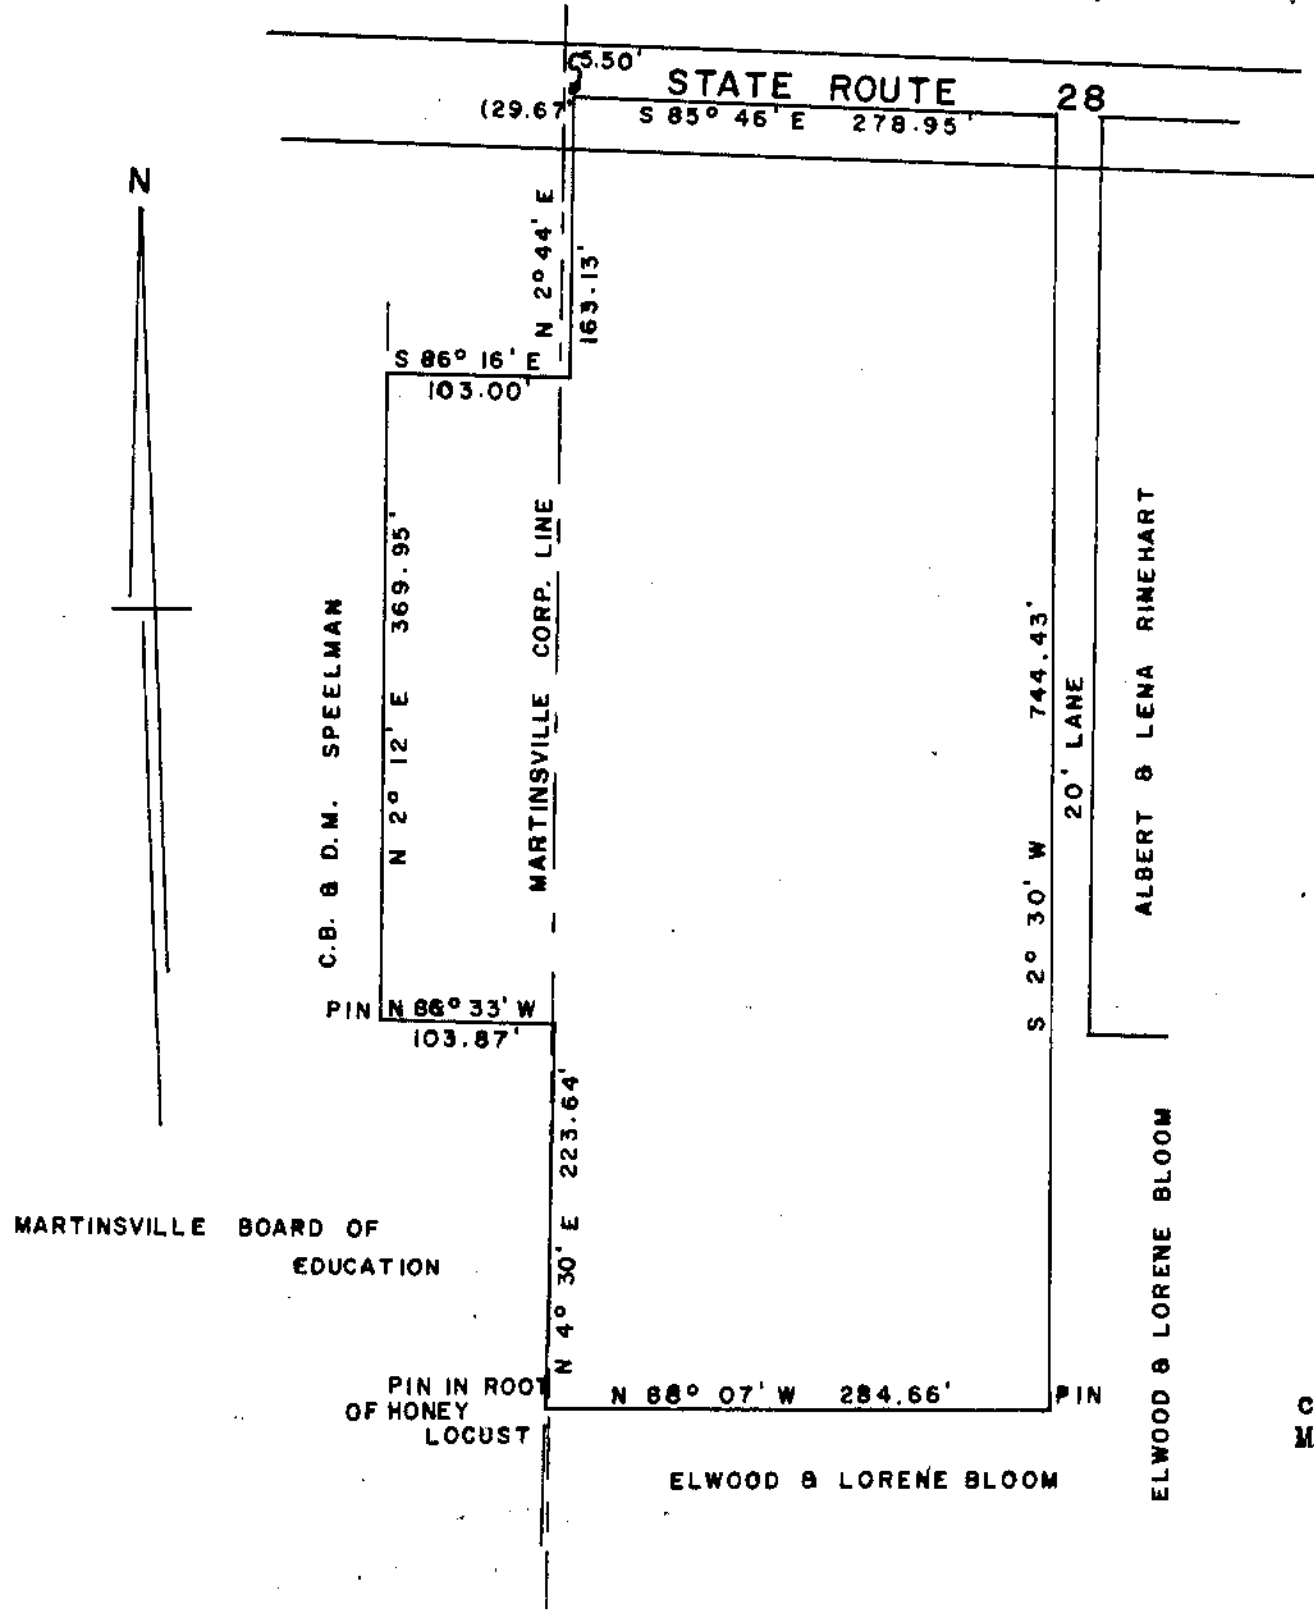 5.50'
STATE ROUTE 28
(29.67'
S 85° 46' E 278.95'
N
N 2° 44' E
163.13'
S 86° 16' E
103.00'
N 2° 12' E 369.95'
C.B. & D.M. SPEELMAN
MARTINSVILLE CORP. LINE
S 2° 30' W 744.43'
20' LANE
ALBERT & LENA RINEHART
PIN
N 86° 33' W
103.87'
N 4° 30' E 223.64'
MARTINSVILLE BOARD OF
EDUCATION
PIN IN ROOT
OF HONEY
LOCUST
N 88° 07' W 284.66'
PIN
ELWOOD & LORENE BLOOM
ELWOOD & LORENE BLOOM
C
M